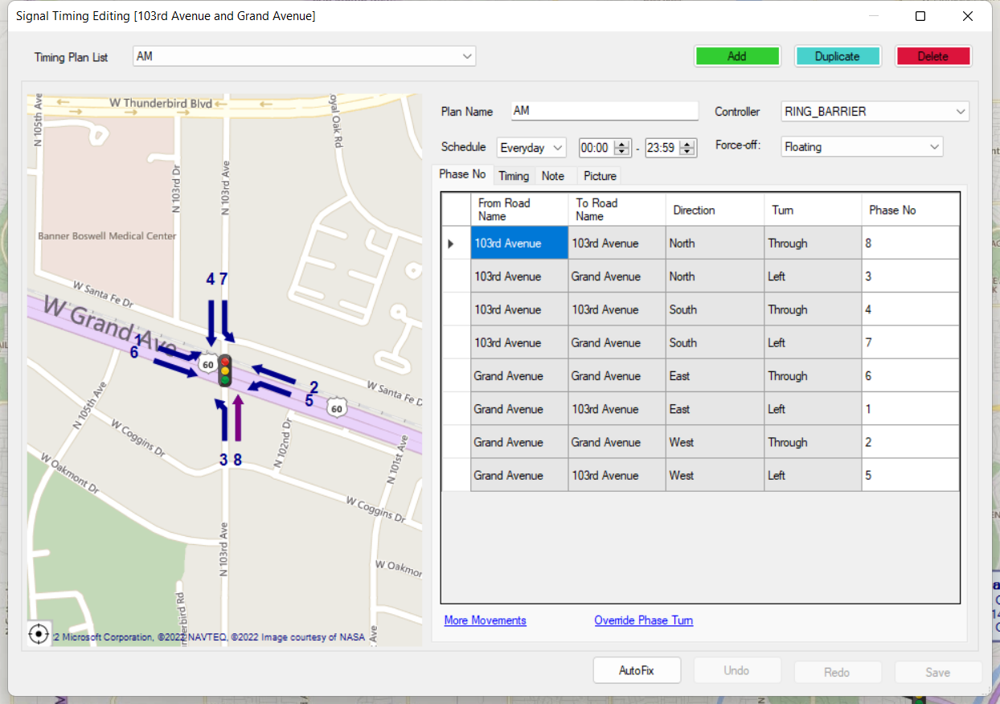 Signal Timing Editing [103rd Avenue and Grand Avenue]
Timing Plan List AM Add Duplicate Delete
Plan Name AM Controller RING_BARRIER
Schedule Everyday 00:00 - 23:59 Force-off: Floating
Phase No Timing Note Picture
From Road Name To Road Name Direction Turn Phase No
103rd Avenue 103rd Avenue North Through 8
103rd Avenue Grand Avenue North Left 3
103rd Avenue 103rd Avenue South Through 4
103rd Avenue Grand Avenue South Left 7
Grand Avenue Grand Avenue East Through 6
Grand Avenue 103rd Avenue East Left 1
Grand Avenue Grand Avenue West Through 2
Grand Avenue 103rd Avenue West Left 5
More Movements Override Phase Turn
AutoFix Undo Redo Save
W Thunderbird Blvd
N 105th Ave
oyal Oak Rd
N 103rd Dr
N 103rd Ave
Banner Boswell Medical Center
4 7
W Santa Fe Dr
W Grand Ave
1
6
60
2
5
60
W Santa Fe D
3 8
N 105th Ave
W Coggins Dr
N 102nd Dr
N 101st Ave
W Oakmont Dr
W Coggins Dr
N 103rd Ave
W Oakmor
nderbird Rd
Ave
2 Microsoft Corporation, ©2022 NAVTEQ, ©2022 Image courtesy of NASA